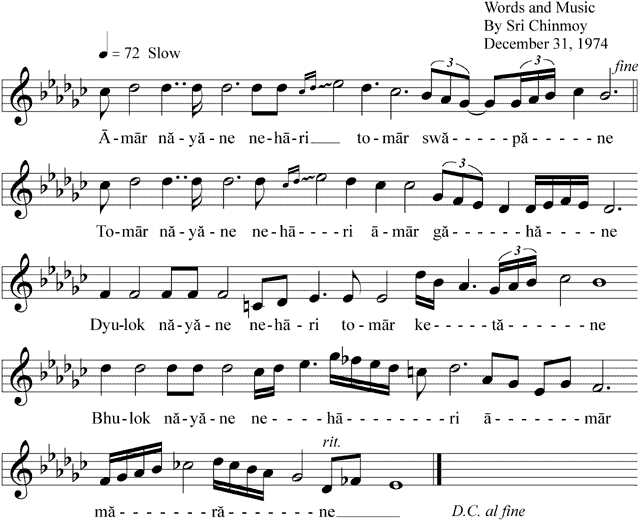 Words and Music
By Sri Chinmoy
December 31, 1974
= 72 Slow
3 3 fine
Ā-mār nă-yă-ne ne-hā-ri____ to-mār swă-----pă----ne
3
To-mār nă-yă-ne ne-hā----ri ā-mār gă------hă----ne
3
Dyu-lok nă-yă-ne ne-hā-ri to-mār ke----tă-----ne
Bhu-lok nă-yă-ne ne----hā-------ri ā----mār
rit.
mă--------ră-------ne________ D.C. al fine